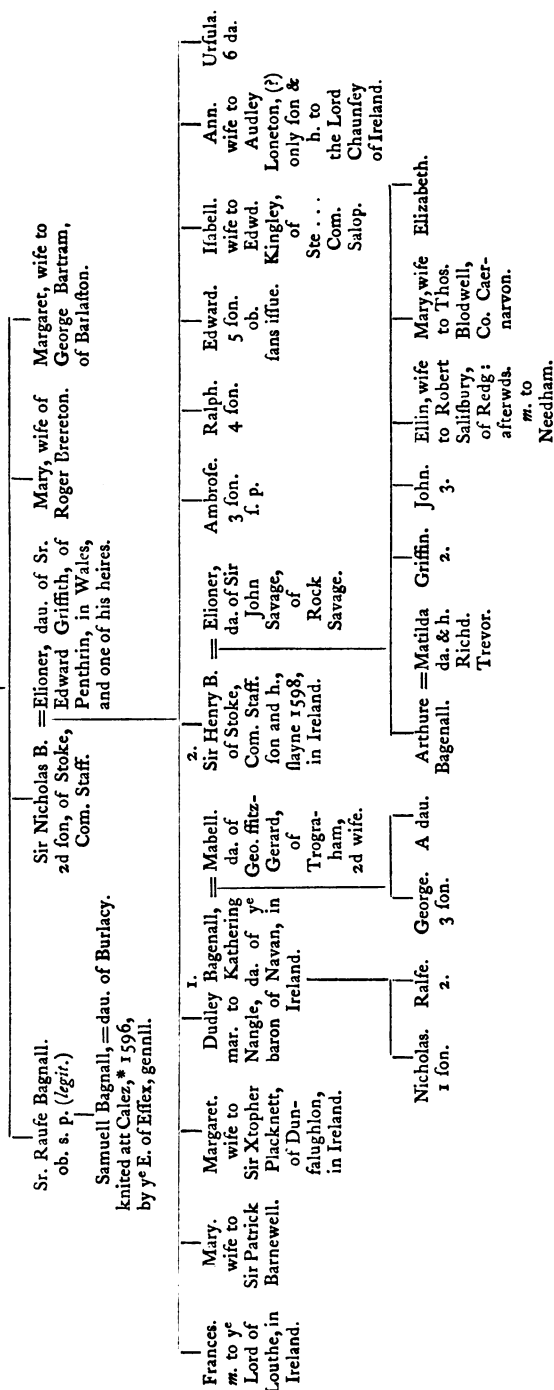 Sr. Raufe Bagnall.
ob. s. p. (legit.)
Samuell Bagnall,=dau. of Burlacy.
knited att Calez,* 1596,
by yᵉ E. of Eſſex, gennll.
Sir Nicholas B.
2d ſon, of Stoke,
Com. Staff.
=Elioner, dau. of Sr.
Edward Griffith, of
Penthrin, in Wales,
and one of his heires.
Mary, wife of
Roger Brereton.
Margaret, wife to
George Bartram,
of Barlaſton.
Frances.
m. to yᵉ
Lord of
Louthe, in
Ireland.
Mary.
wife to
Sir Patrick
Barnewell.
Margaret.
wife to
Sir Xtopher
Placknett,
of Dun-
falughlon,
in Ireland.
1.
Dudley Bagenall,
mar. to Kathering
Nangle, da. of yᵉ
baron of Navan, in
Ireland.
=Mabell.
da. of
Geo. ffitz-
Gerard,
of
Trogra-
ham,
2d wife.
2.
Sir Henry B.
of Stoke,
Com. Staff.
ſon and h.,
ſlayne 1598,
in Ireland.
=Elioner,
da. of Sir
John
Savage,
of
Rock
Savage.
Ambroſe.
3 ſon.
ſ. p.
Ralph.
4 ſon.
Edward.
5 ſon.
ob.
ſans iſſue.
Iſabell.
wife to
Edwd.
Kingley,
of
Ste . . .
Com.
Salop.
Ann.
wife to
Audley
Loneton, (?)
only ſon &
h. to
the Lord
Chaunſey
of Ireland.
Urſula.
6 da.
Nicholas.
1 ſon.
Raife.
2.
George.
3 ſon.
A dau.
Arthure
Bagenall.
=Matilda
da. & h.
Richd.
Trevor.
Griffin.
2.
John.
3.
Ellin, wife
to Robert
Saliſbury,
of Redg:
afterwds.
m. to
Needham.
Mary, wife
to Thos.
Blodwell,
Co. Caer-
narvon.
Elizabeth.